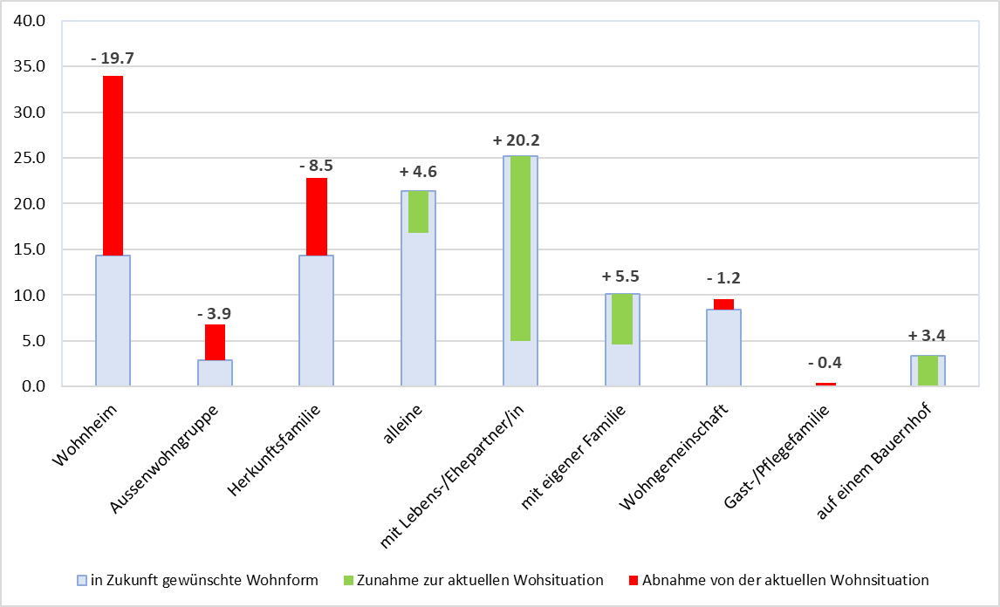 40.0
35.0
30.0
25.0
20.0
15.0
10.0
5.0
0.0
- 19.7
- 3.9
- 8.5
+ 4.6
+ 20.2
+ 5.5
- 1.2
- 0.4
+ 3.4
Wohnheim
Aussenwohngruppe
Herkunftsfamilie
alleine
mit Lebens-/Ehepartner/in
mit eigener Familie
Wohngemeinschaft
Gast-/Pflegefamilie
auf einem Bauernhof
in Zukunft gewünschte Wohnform
Zunahme zur aktuellen Wohsituation
Abnahme von der aktuellen Wohnsituation